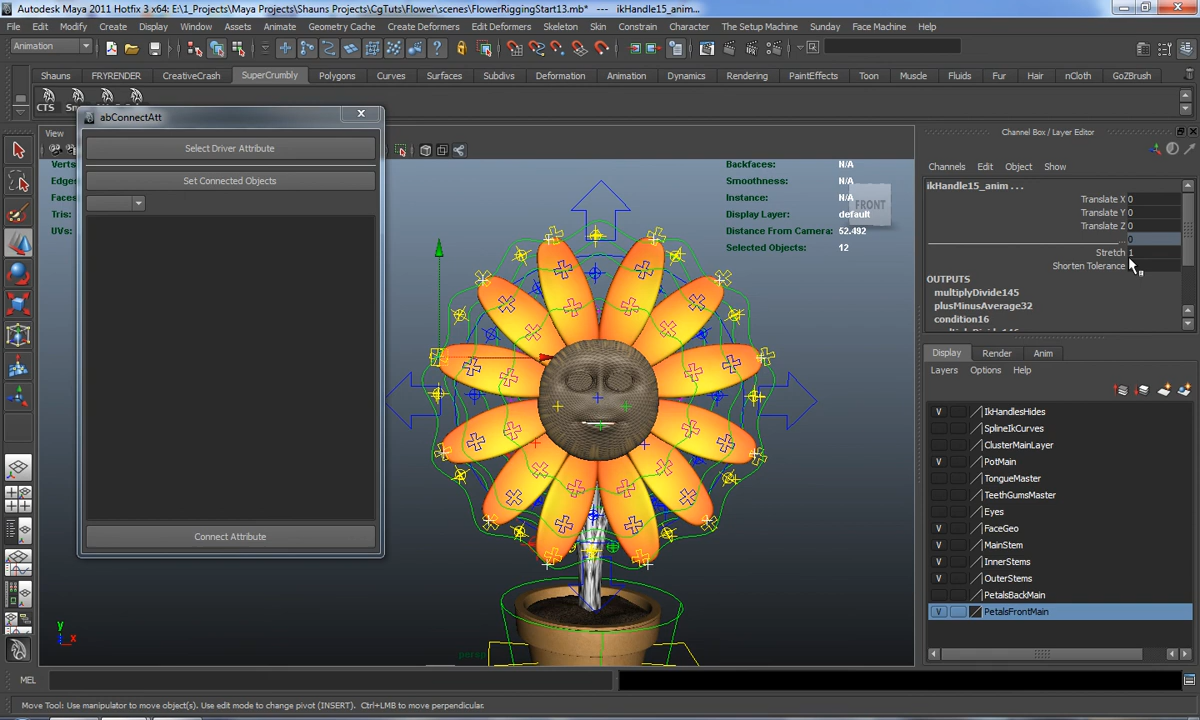 Autodesk Maya 2011 Hotfix 3 x64: E:\1_Projects\Maya Projects\Shauns Projects\CgTuts\Flower\scenes\FlowerRiggingStart13.mb* --- ikHandle15_anim...
File Edit Modify Create Display Window Assets Animate Geometry Cache Create Deformers Edit Deformers Skeleton Skin Constrain Character The Setup Machine Sunday Face Machine Help
Animation
Shauns FRYRENDER CreativeCrash SuperCrumbly Polygons Curves Surfaces Subdivs Deformation Animation Dynamics Rendering PaintEffects Toon Muscle Fluids Fur Hair nCloth GoZBrush
CTS
abConnectAtt
Select Driver Attribute
Set Connected Objects
Connect Attribute
View
Verts
Edges
Faces
Tris:
UVs:
Backfaces: N/A
Smoothness: N/A
Instance: N/A
Display Layer: default
Distance From Camera: 52.492
Selected Objects: 12
FRONT
persp
y
x
Channel Box / Layer Editor
Channels Edit Object Show
ikHandle15_anim . . .
Translate X 0
Translate Y 0
Translate Z 0
0
Stretch 1
Shorten Tolerance
OUTPUTS
multiplyDivide145
plusMinusAverage32
condition16
Display Render Anim
Layers Options Help
V IkHandlesHides
SplineIkCurves
ClusterMainLayer
V PotMain
TongueMaster
TeethGumsMaster
Eyes
V FaceGeo
V MainStem
V InnerStems
V OuterStems
PetalsBackMain
V PetalsFrontMain
MEL
Move Tool: Use manipulator to move object(s). Use edit mode to change pivot (INSERT). Ctrl+LMB to move perpendicular.